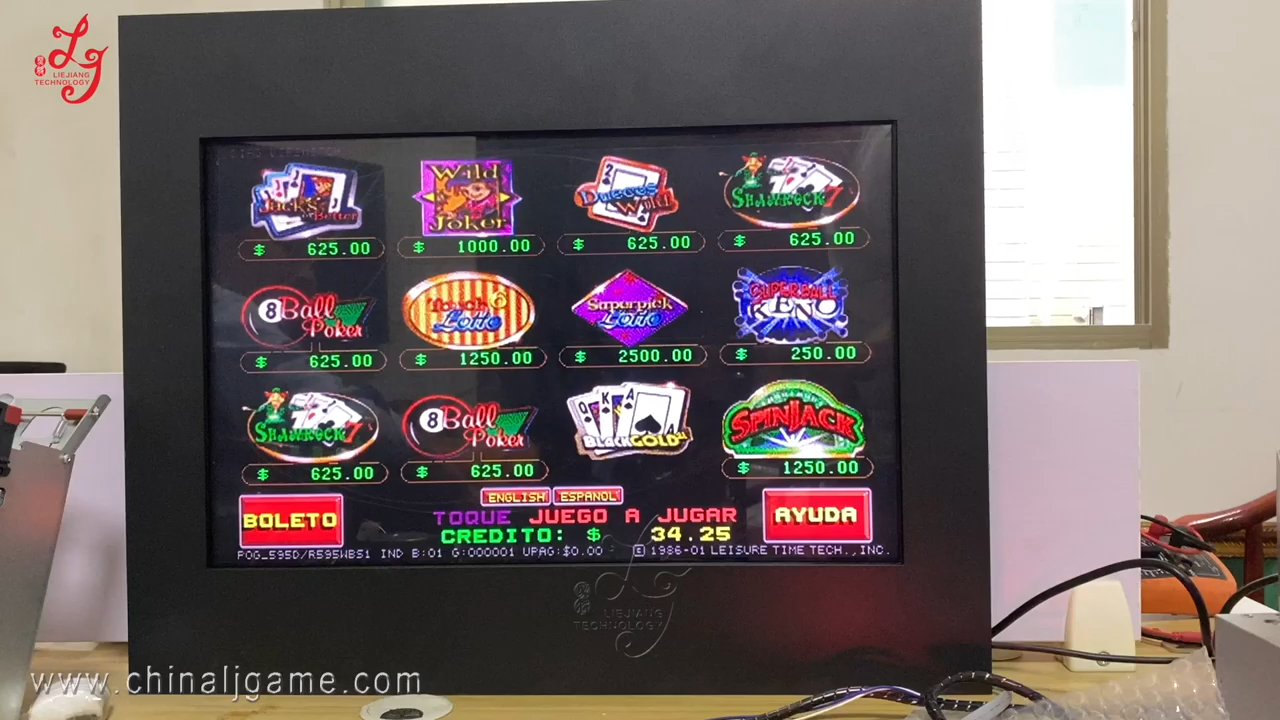 LJ
LIEJIANG
TECHNOLOGY
Jacks or Better
Wild Joker
Deuces Wild
SHAMROCK 7
$ 625.00
$ 1000.00
$ 625.00
$ 625.00
8 Ball Poker
Touch 6 Lotto
Superpick Lotto
SUPERBALL KENO
$ 625.00
$ 1250.00
$ 2500.00
$ 250.00
SHAMROCK 7
8 Ball Poker
Q K A A
BLACK GOLD
SPINJACK
$ 625.00
$ 625.00
$ 1250.00
ENGLISH ESPANOL
BOLETO
TOQUE JUEGO A JUGAR
AYUDA
CREDITO: $ 34.25
POG_595D/R595WBS1 IND B:01 G:000001 UPAG:$0.00 © 1986-01 LEISURE TIME TECH., INC.
LIEJIANG
TECHNOLOGY
www.chinaljgame.com